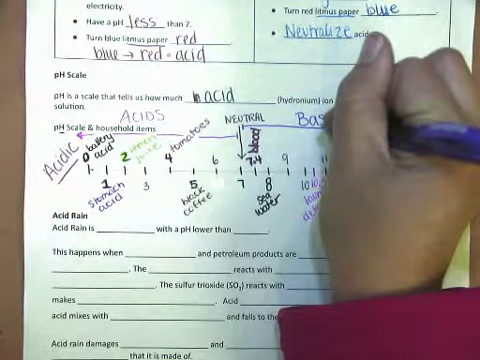 electricity.
Have a pH less than 7.
Turn blue litmus paper red
blue → red = acid
Turn red litmus paper blue
Neutralize acid
pH Scale
pH is a scale that tells us how much acid (hydronium) ion
solution.
ACIDS NEUTRAL Bas
pH Scale & household items
Acidic
battery acid
tomatoes
blood
0 2 4 6 7.4 9
1 3 5 7 8 10
stomach acid
black coffee
sea water
Acid Rain
Acid Rain is with a pH lower than
This happens when and petroleum products are
The reacts with
The sulfur trioxide (SO3) reacts with
makes Acid
acid mixes with and falls to the
Acid rain damages and
that it is made of.